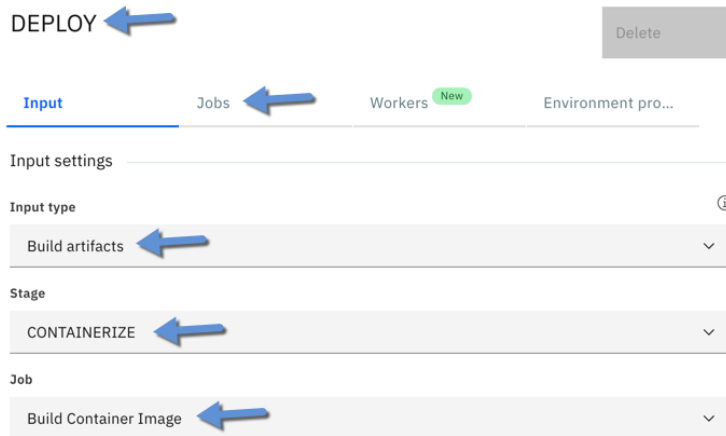 DEPLOY
Delete
Input Jobs Workers New Environment pro...
Input settings
Input type
Build artifacts
Stage
CONTAINERIZE
Job
Build Container Image